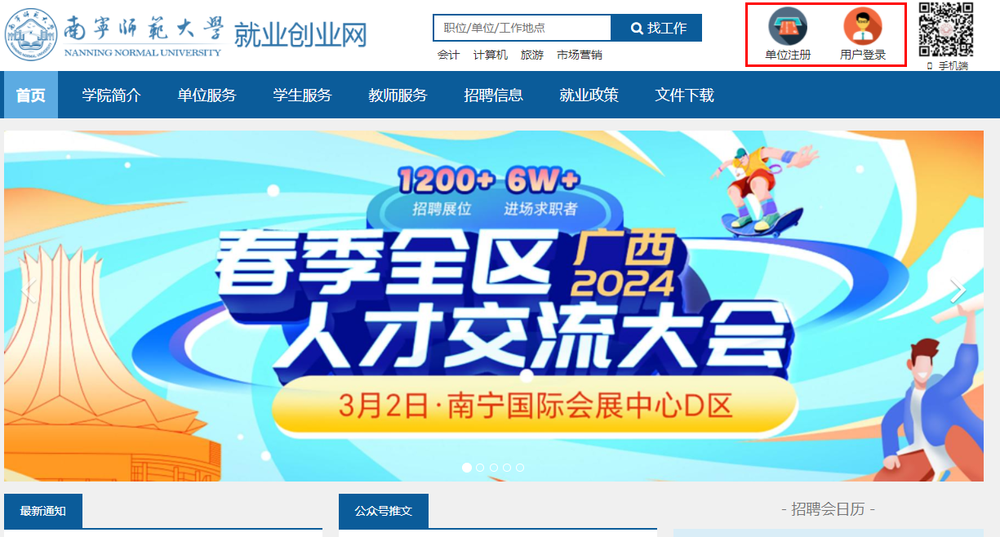 南寧師範大學 就业创业网
NANNING NORMAL UNIVERSITY
职位/单位/工作地点 找工作
会计 计算机 旅游 市场营销
单位注册 用户登录
手机端
首页 学院简介 单位服务 学生服务 教师服务 招聘信息 就业政策 文件下载
1200+ 6W+
招聘展位 进场求职者
春季全区 广西
2024
人才交流大会
3月2日·南宁国际会展中心D区
最新通知 公众号推文 - 招聘会日历 -